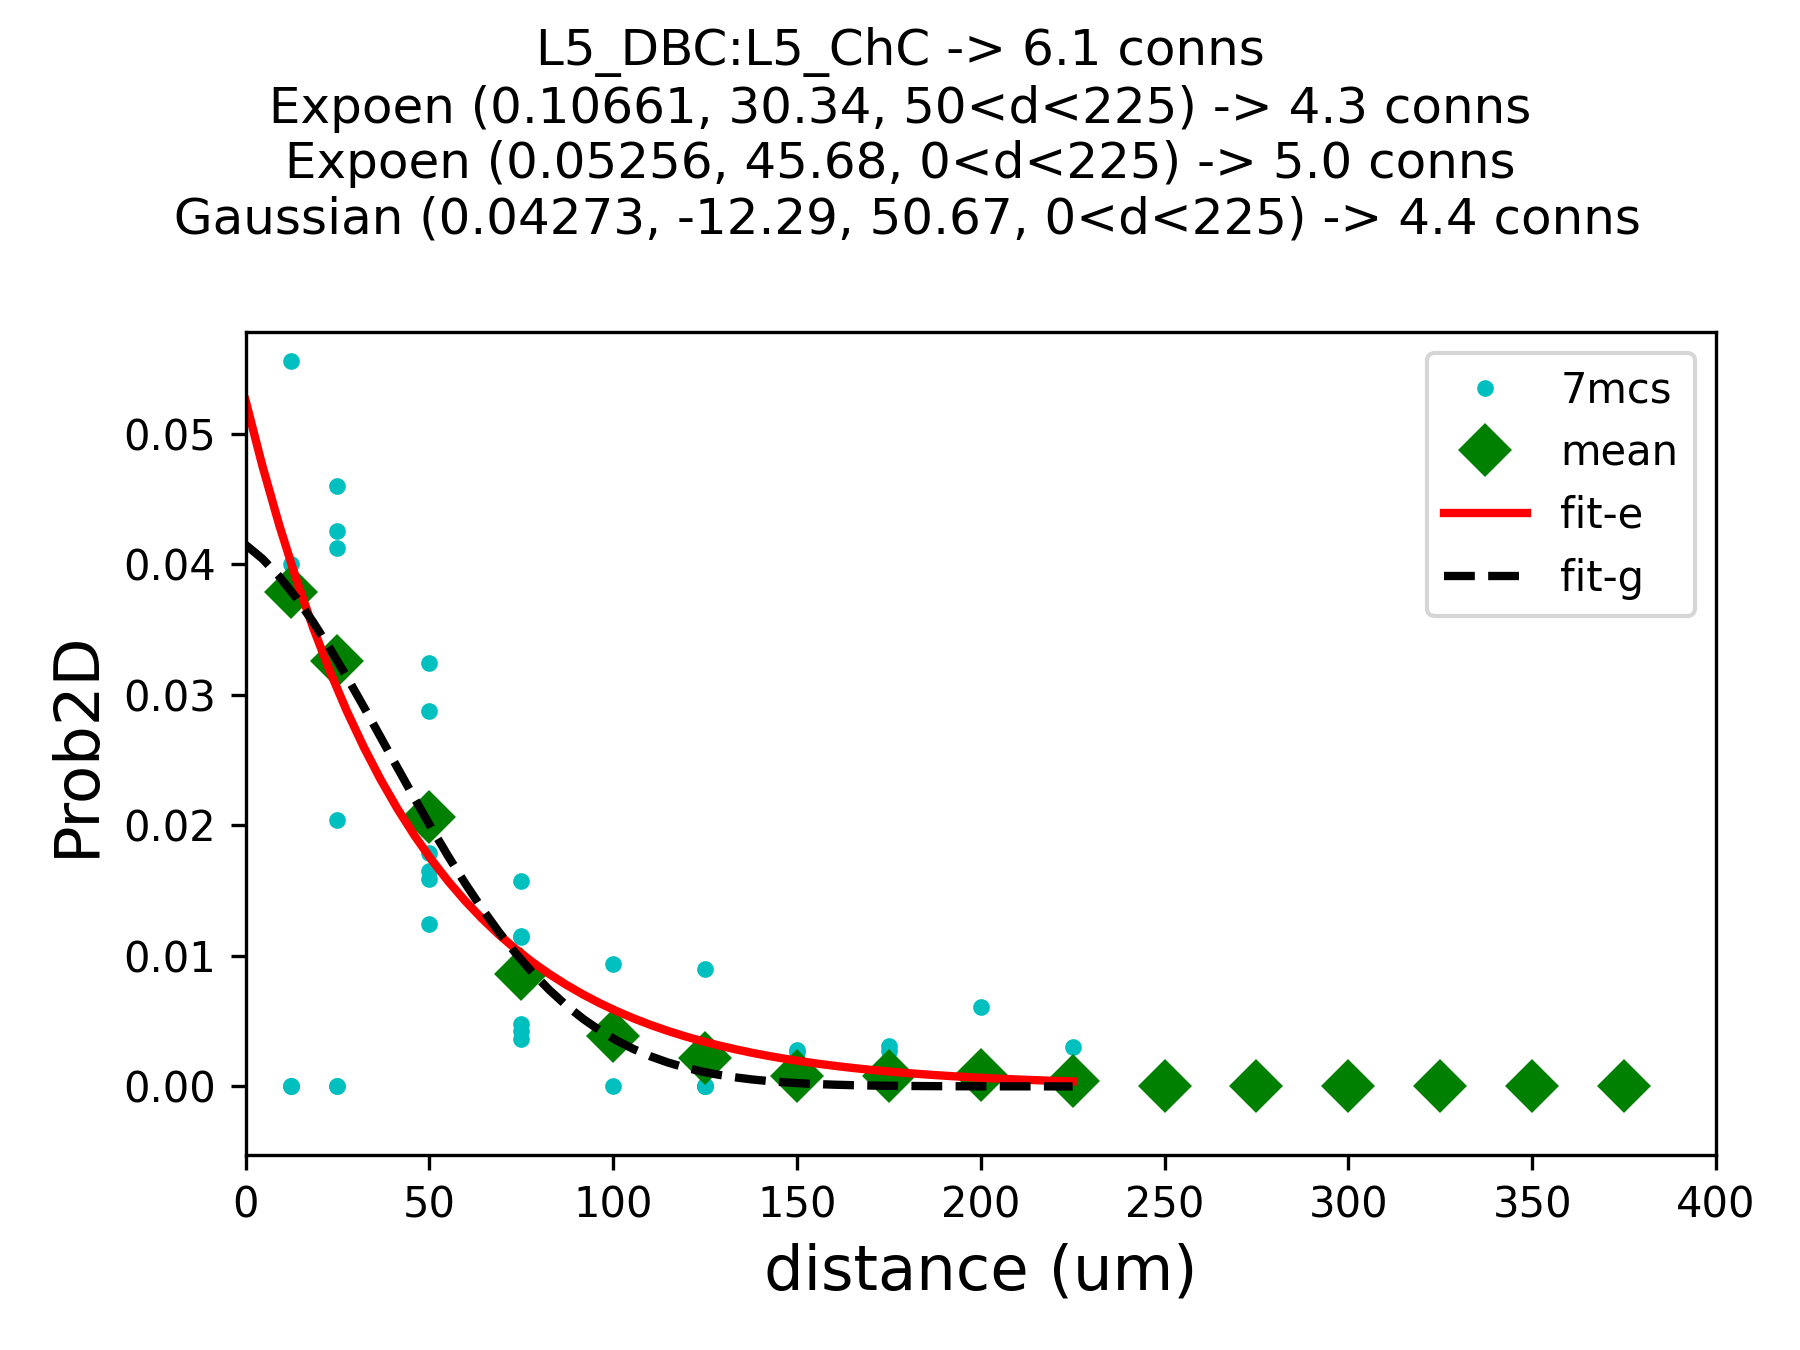 L5_DBC:L5_ChC -> 6.1 conns
Expoen (0.10661, 30.34, 50<d<225) -> 4.3 conns
Expoen (0.05256, 45.68, 0<d<225) -> 5.0 conns
Gaussian (0.04273, -12.29, 50.67, 0<d<225) -> 4.4 conns
7mcs
mean
fit-e
fit-g
Prob2D
0.05
0.04
0.03
0.02
0.01
0.00
0 50 100 150 200 250 300 350 400
distance (um)